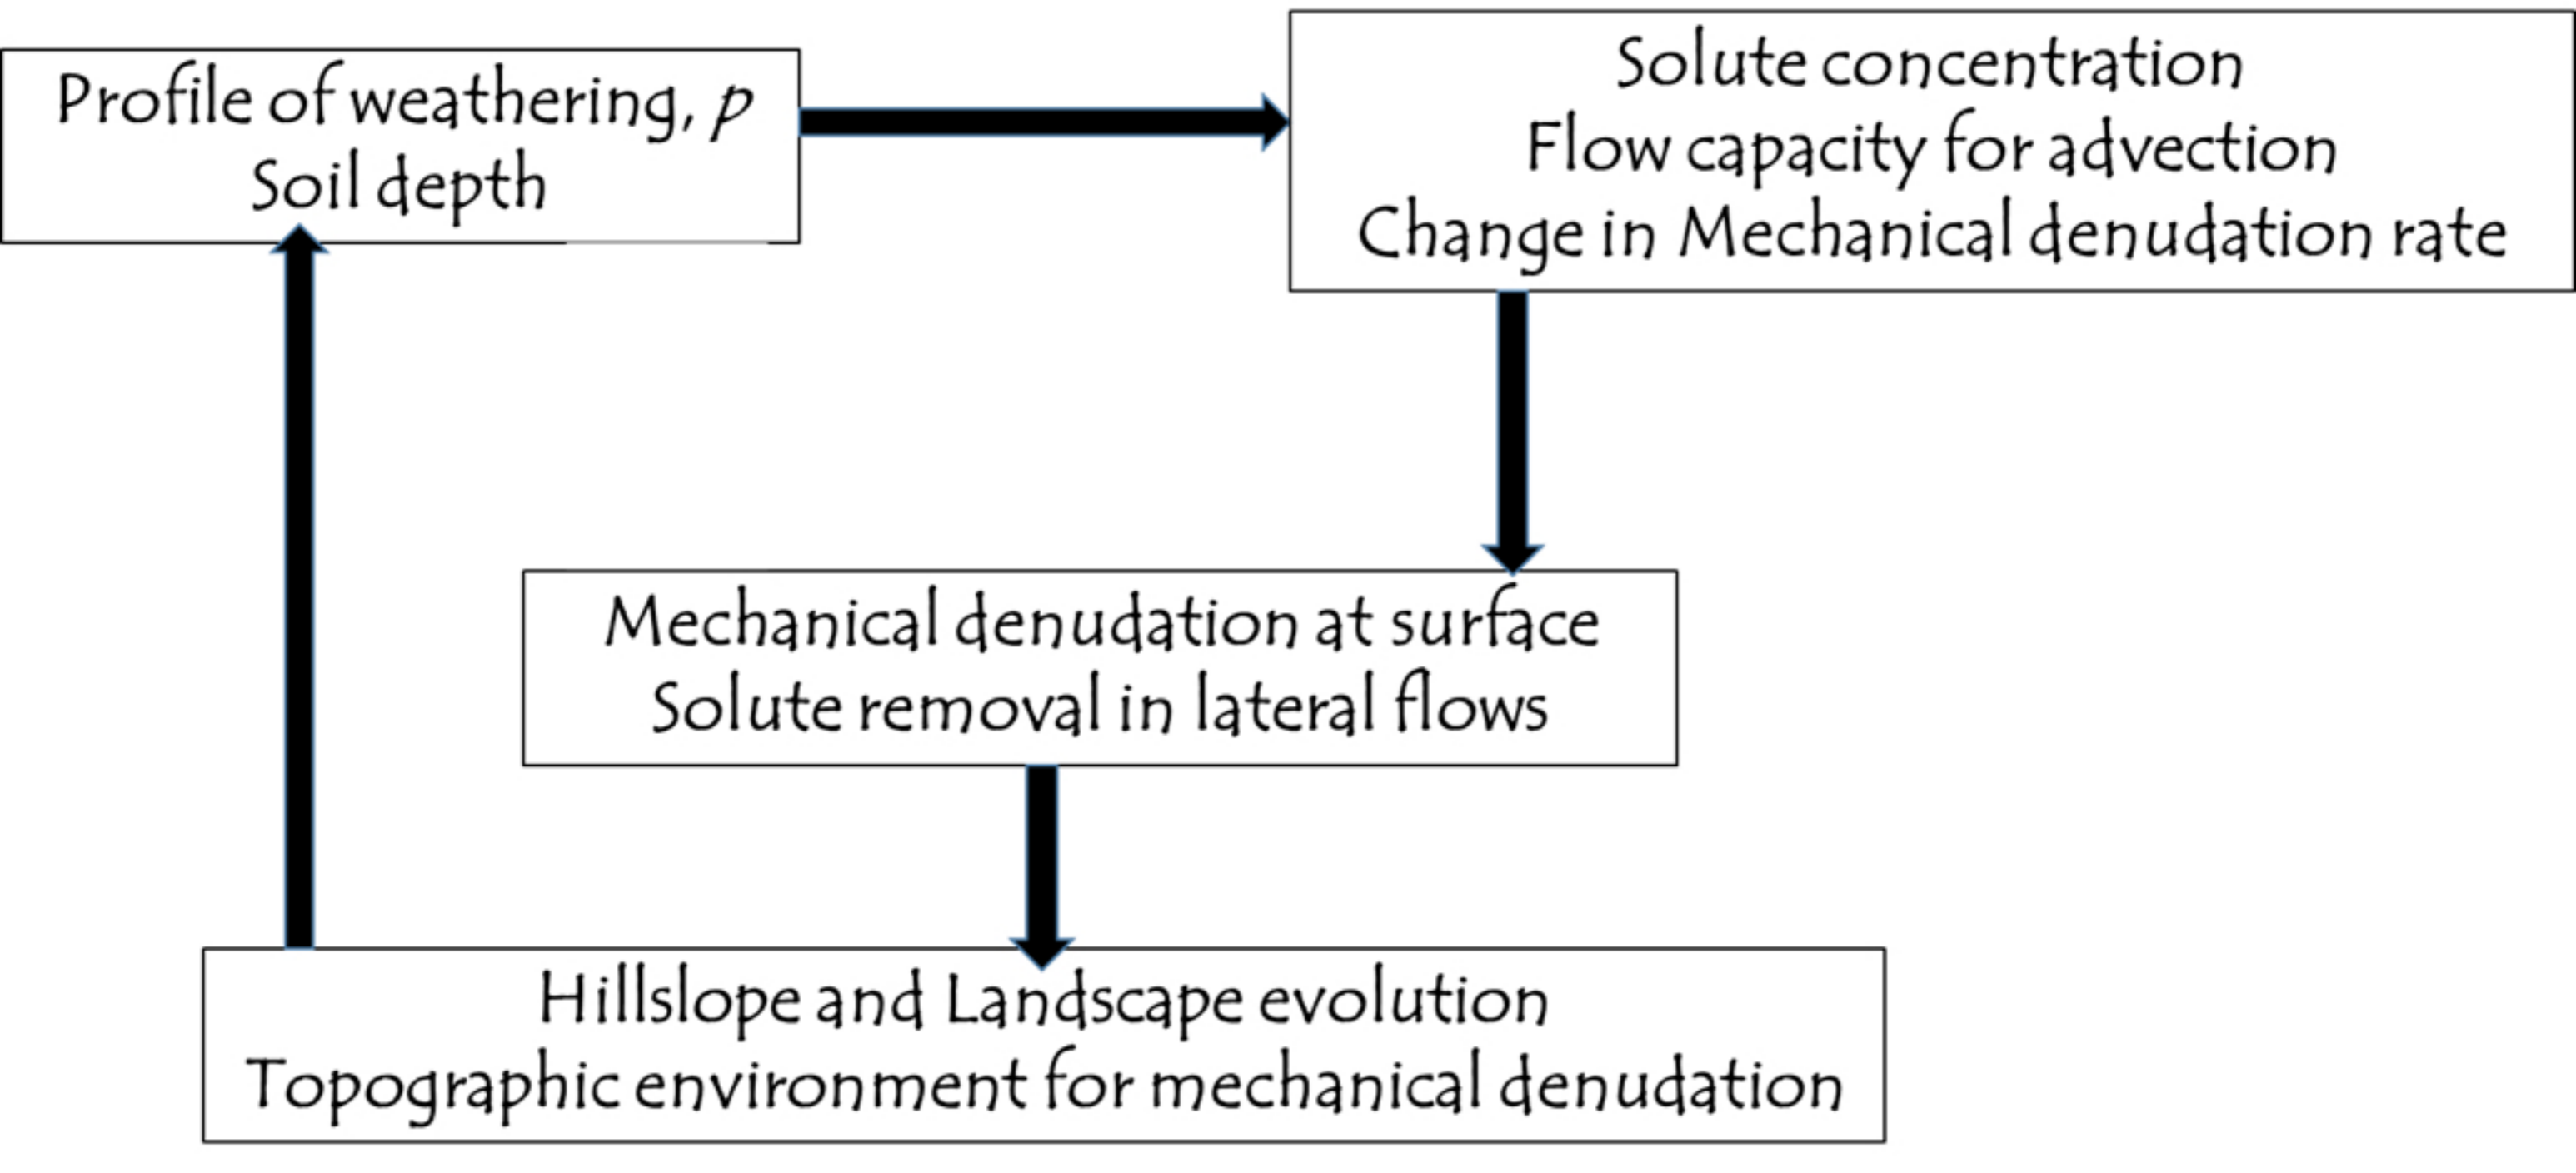 Profile of weathering, p
Soil depth
Solute concentration
Flow capacity for advection
Change in Mechanical denudation rate
Mechanical denudation at surface
Solute removal in lateral flows
Hillslope and Landscape evolution
Topographic environment for mechanical denudation